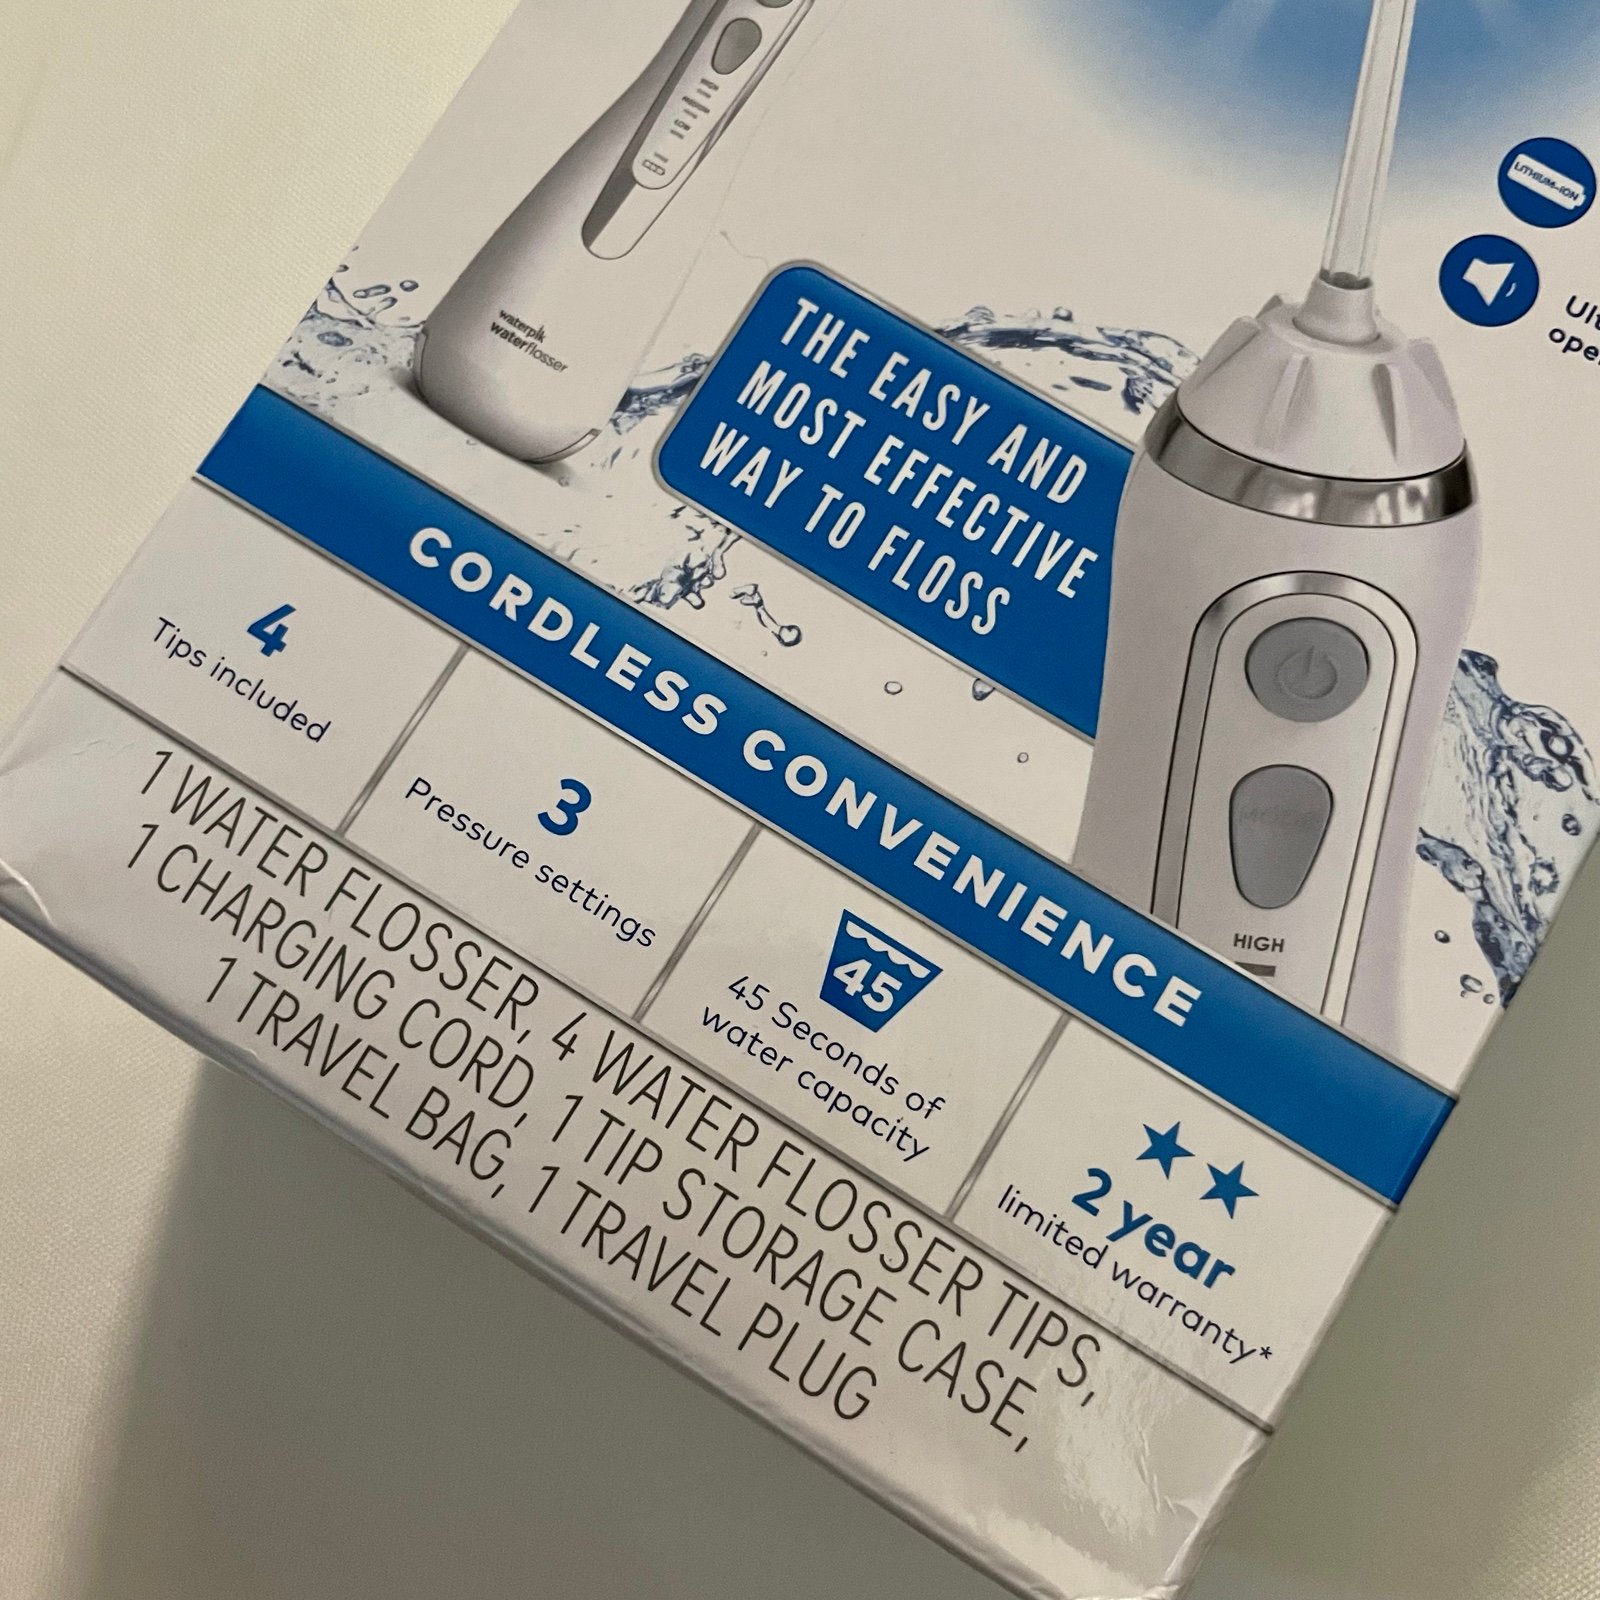 LITHIUM-ION
waterpik
waterflosser
THE EASY AND
MOST EFFECTIVE
WAY TO FLOSS
HIGH
CORDLESS CONVENIENCE
4
Tips included
3
Pressure settings
45
45 Seconds of
water capacity
2 year
limited warranty*
1 WATER FLOSSER, 4 WATER FLOSSER TIPS,
1 CHARGING CORD, 1 TIP STORAGE CASE,
1 TRAVEL BAG, 1 TRAVEL PLUG